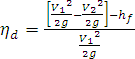 η_d = ([V₁²/2g − V₂²/2g] − h_f) / (V₁²/2g)